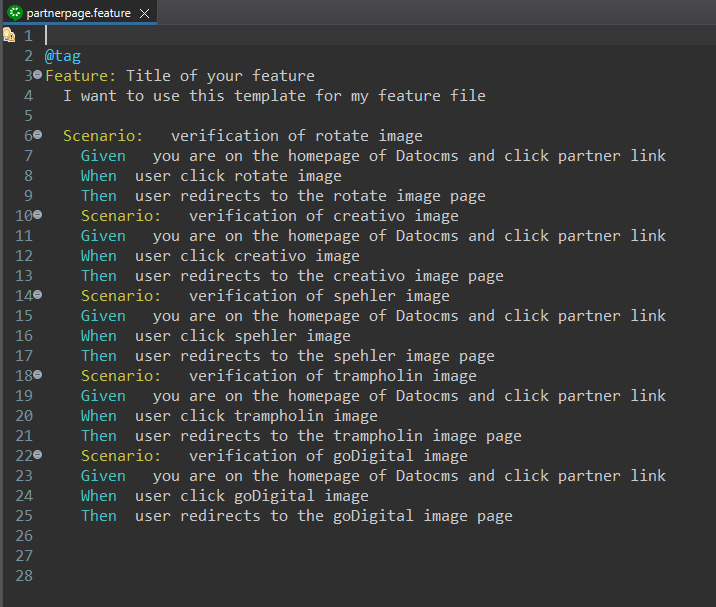 partnerpage.feature
1
2 @tag
3 Feature: Title of your feature
4 I want to use this template for my feature file
5
6 Scenario: verification of rotate image
7 Given you are on the homepage of Datocms and click partner link
8 When user click rotate image
9 Then user redirects to the rotate image page
10 Scenario: verification of creativo image
11 Given you are on the homepage of Datocms and click partner link
12 When user click creativo image
13 Then user redirects to the creativo image page
14 Scenario: verification of spehler image
15 Given you are on the homepage of Datocms and click partner link
16 When user click spehler image
17 Then user redirects to the spehler image page
18 Scenario: verification of trampholin image
19 Given you are on the homepage of Datocms and click partner link
20 When user click trampholin image
21 Then user redirects to the trampholin image page
22 Scenario: verification of goDigital image
23 Given you are on the homepage of Datocms and click partner link
24 When user click goDigital image
25 Then user redirects to the goDigital image page
26
27
28